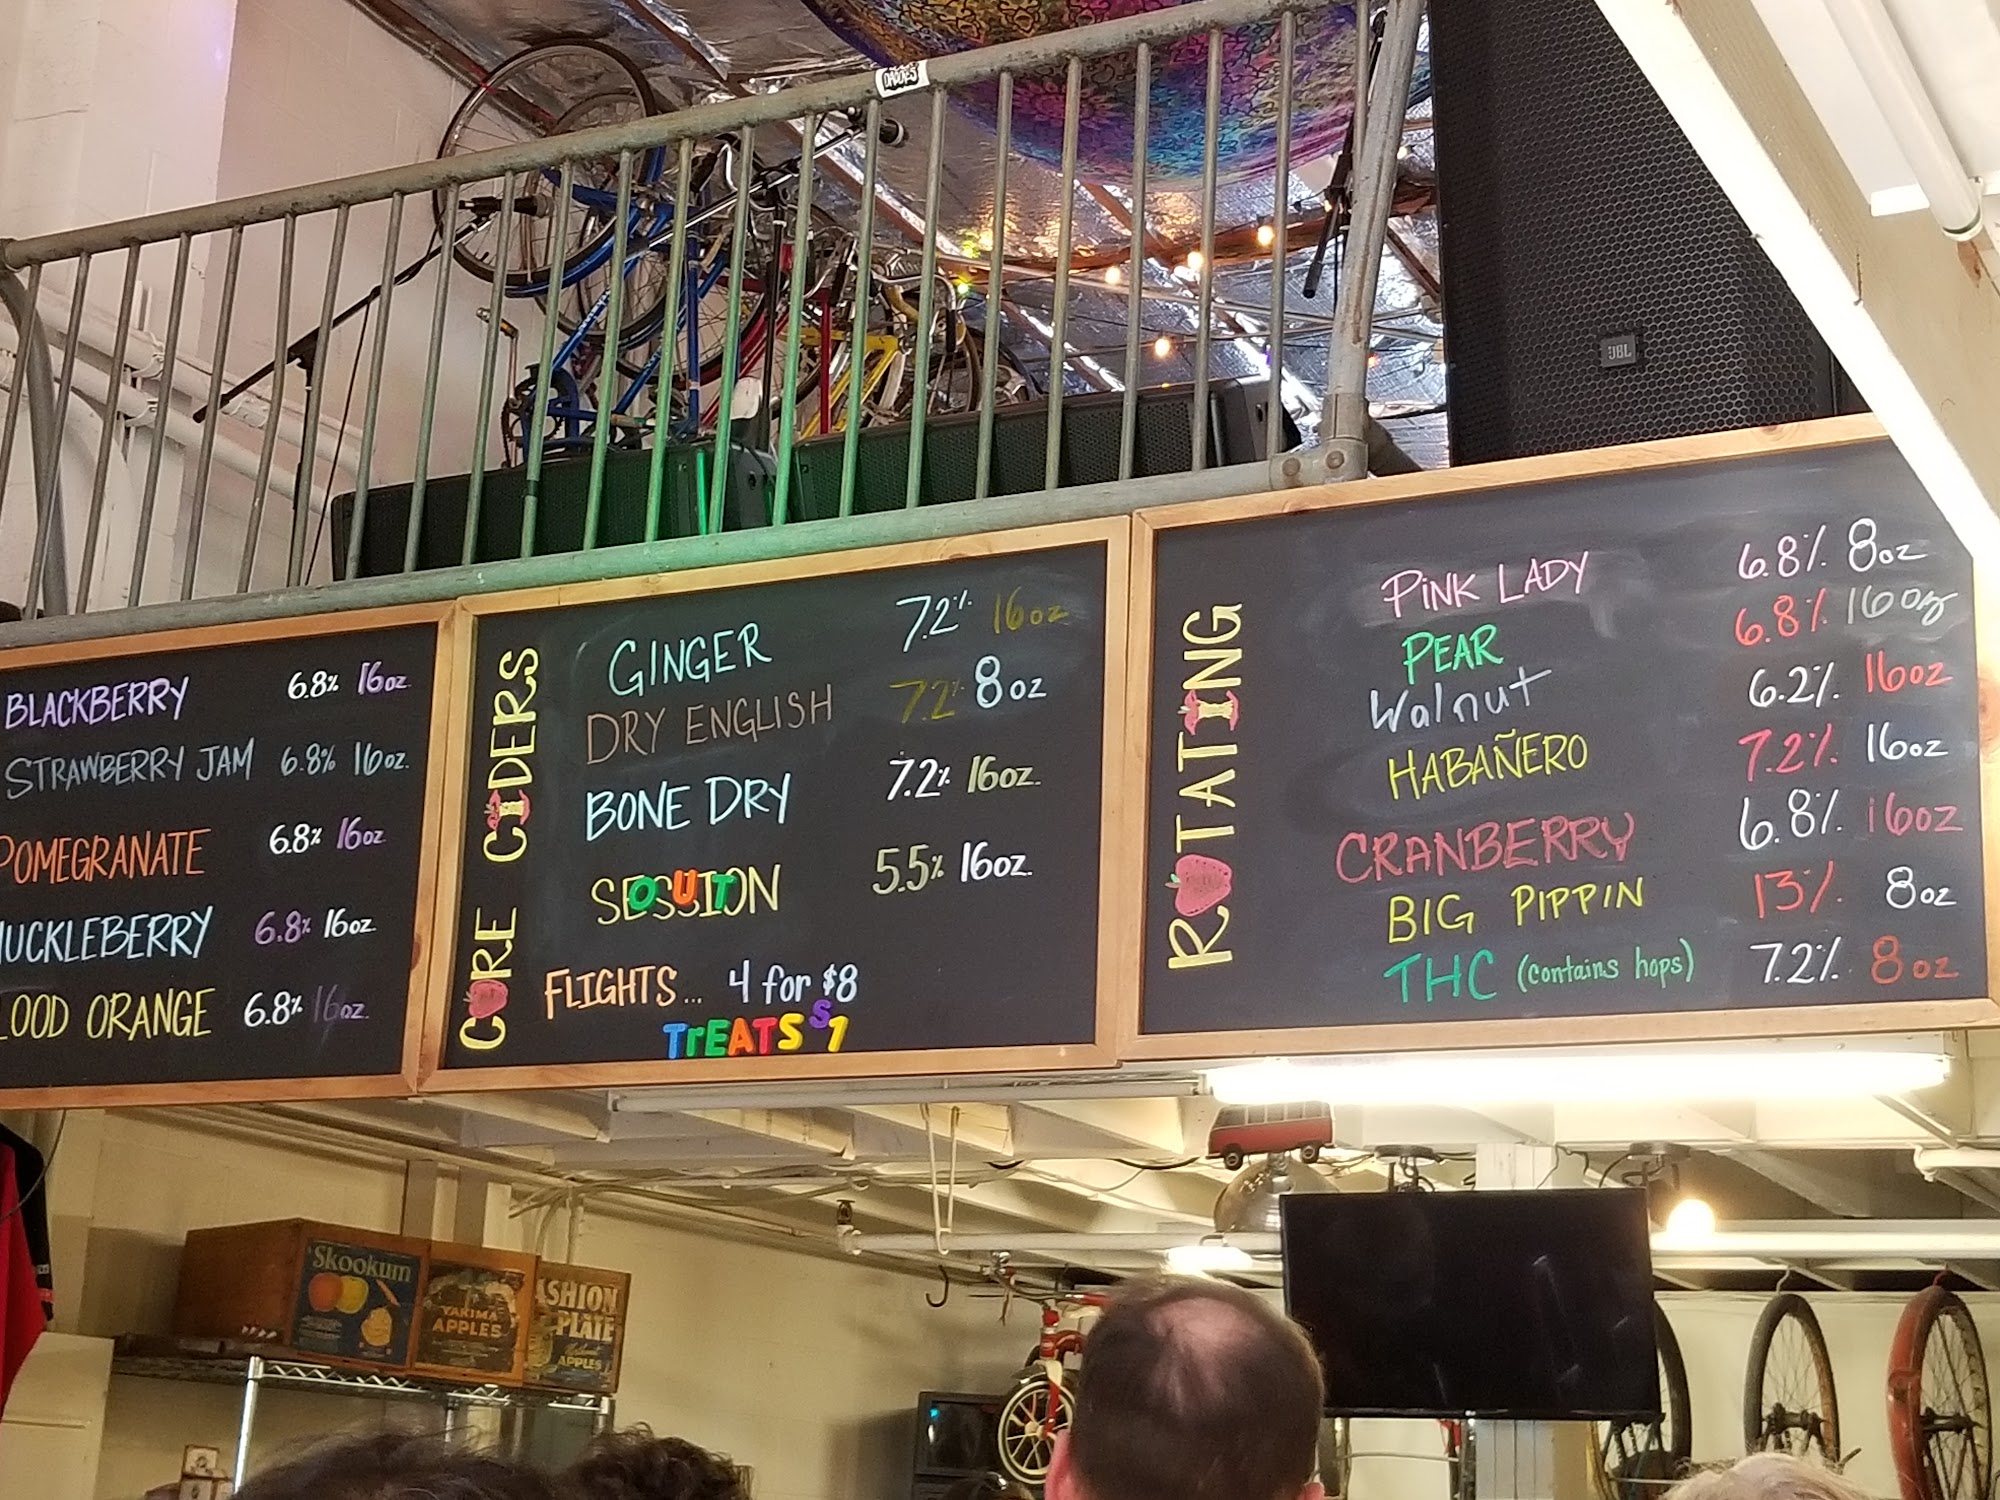 JBL
BLACKBERRY 6.8% 16oz
STRAWBERRY JAM 6.8% 16oz.
POMEGRANATE 6.8% 16oz
HUCKLEBERRY 6.8% 16oz
LOOD ORANGE 6.8% 16oz.
CORE CIDERS
GINGER 7.2% 16oz
DRY ENGLISH 7.2% 8oz
BONE DRY 7.2% 16oz.
SESSION OUT 5.5% 16oz.
FLIGHTS... 4 for $8
TrEATS $1
ROTATING
PINK LADY 6.8% 8oz
PEAR 6.8% 16oz
Walnut 6.2% 16oz
HABAÑERO 7.2% 16oz
CRANBERRY 6.8% 16oz
BIG PIPPIN 13% 8oz
THC (contains hops) 7.2% 8oz
Skookum
YAKIMA
APPLES
ASHION
PLATE
APPLES